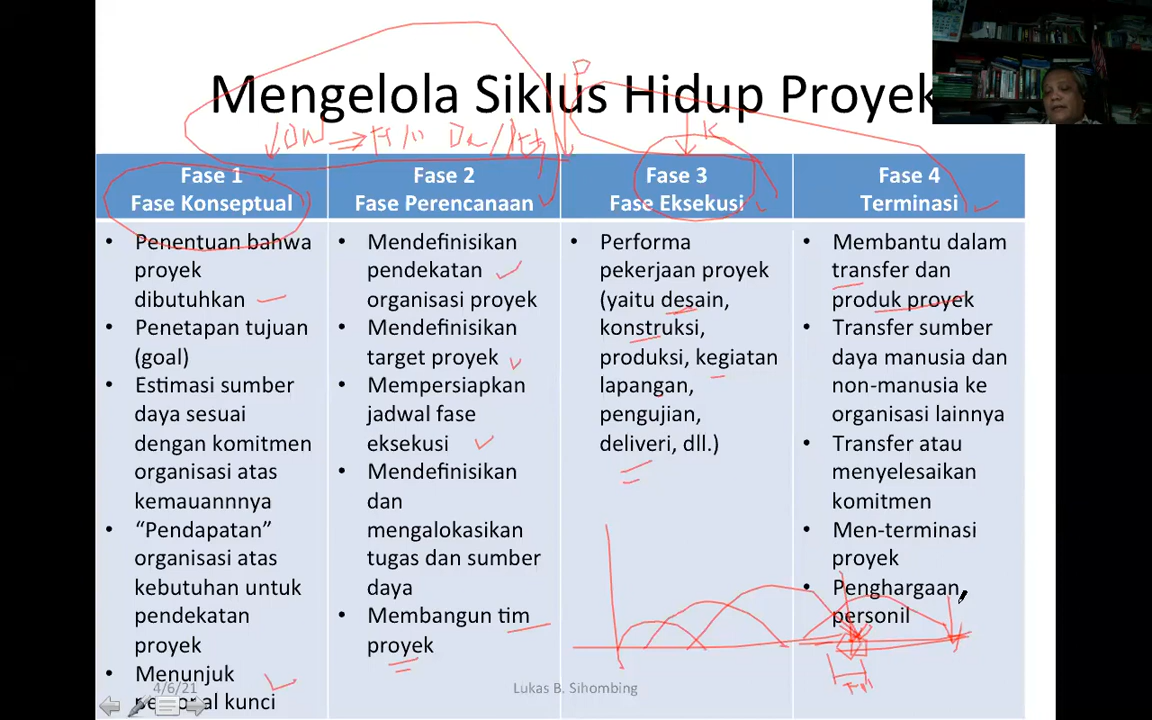 Mengelola Siklus Hidup Proyek
P
K
Fase 1
Fase Konseptual
Fase 2
Fase Perencanaan
Fase 3
Fase Eksekusi
Fase 4
Terminasi
• Penentuan bahwa
proyek
dibutuhkan
• Penetapan tujuan
(goal)
• Estimasi sumber
daya sesuai
dengan komitmen
organisasi atas
kemauannnya
• “Pendapatan”
organisasi atas
kebutuhan untuk
pendekatan
proyek
• Menunjuk
personal kunci
• Mendefinisikan
pendekatan
organisasi proyek
• Mendefinisikan
target proyek
• Mempersiapkan
jadwal fase
eksekusi
• Mendefinisikan
dan
mengalokasikan
tugas dan sumber
daya
• Membangun tim
proyek
• Performa
pekerjaan proyek
(yaitu desain,
konstruksi,
produksi, kegiatan
lapangan,
pengujian,
deliveri, dll.)
• Membantu dalam
transfer dan
produk proyek
• Transfer sumber
daya manusia dan
non-manusia ke
organisasi lainnya
• Transfer atau
menyelesaikan
komitmen
• Men-terminasi
proyek
• Penghargaan
personil
4/6/21
Lukas B. Sihombing